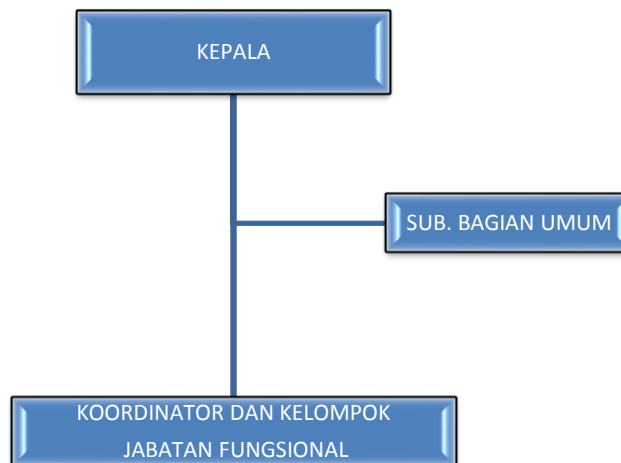 KEPALA
SUB. BAGIAN UMUM
KOORDINATOR DAN KELOMPOK
JABATAN FUNGSIONAL